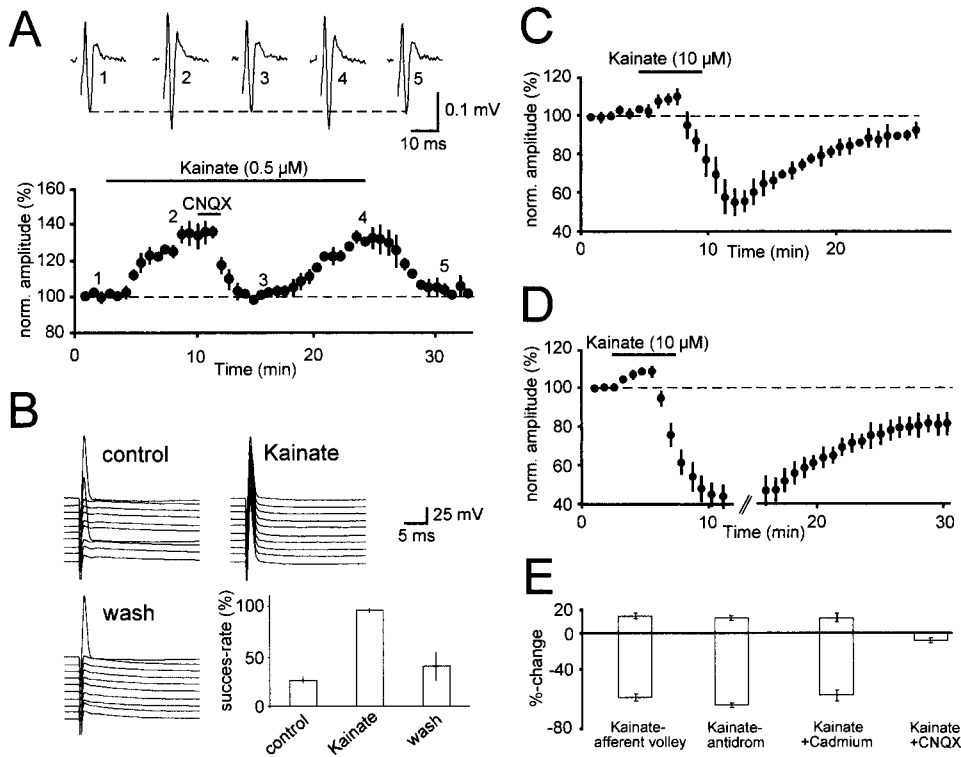 A
1
2
3
4
5
0.1 mV
10 ms
Kainate (0.5 µM)
norm. amplitude (%)
160
140
120
100
80
CNQX
1
2
3
4
5
0
10
20
30
Time (min)
B
control
Kainate
25 mV
5 ms
wash
succes-rate (%)
100
50
0
control
Kainate
wash
C
Kainate (10 µM)
norm. amplitude (%)
120
100
80
60
40
0
10
20
Time (min)
D
Kainate (10 µM)
norm. amplitude (%)
120
100
80
60
40
0
10
20
30
Time (min)
E
%-change
20
0
-40
-80
Kainate-
afferent volley
Kainate-
antidrom
Kainate
+Cadmium
Kainate
+CNQX